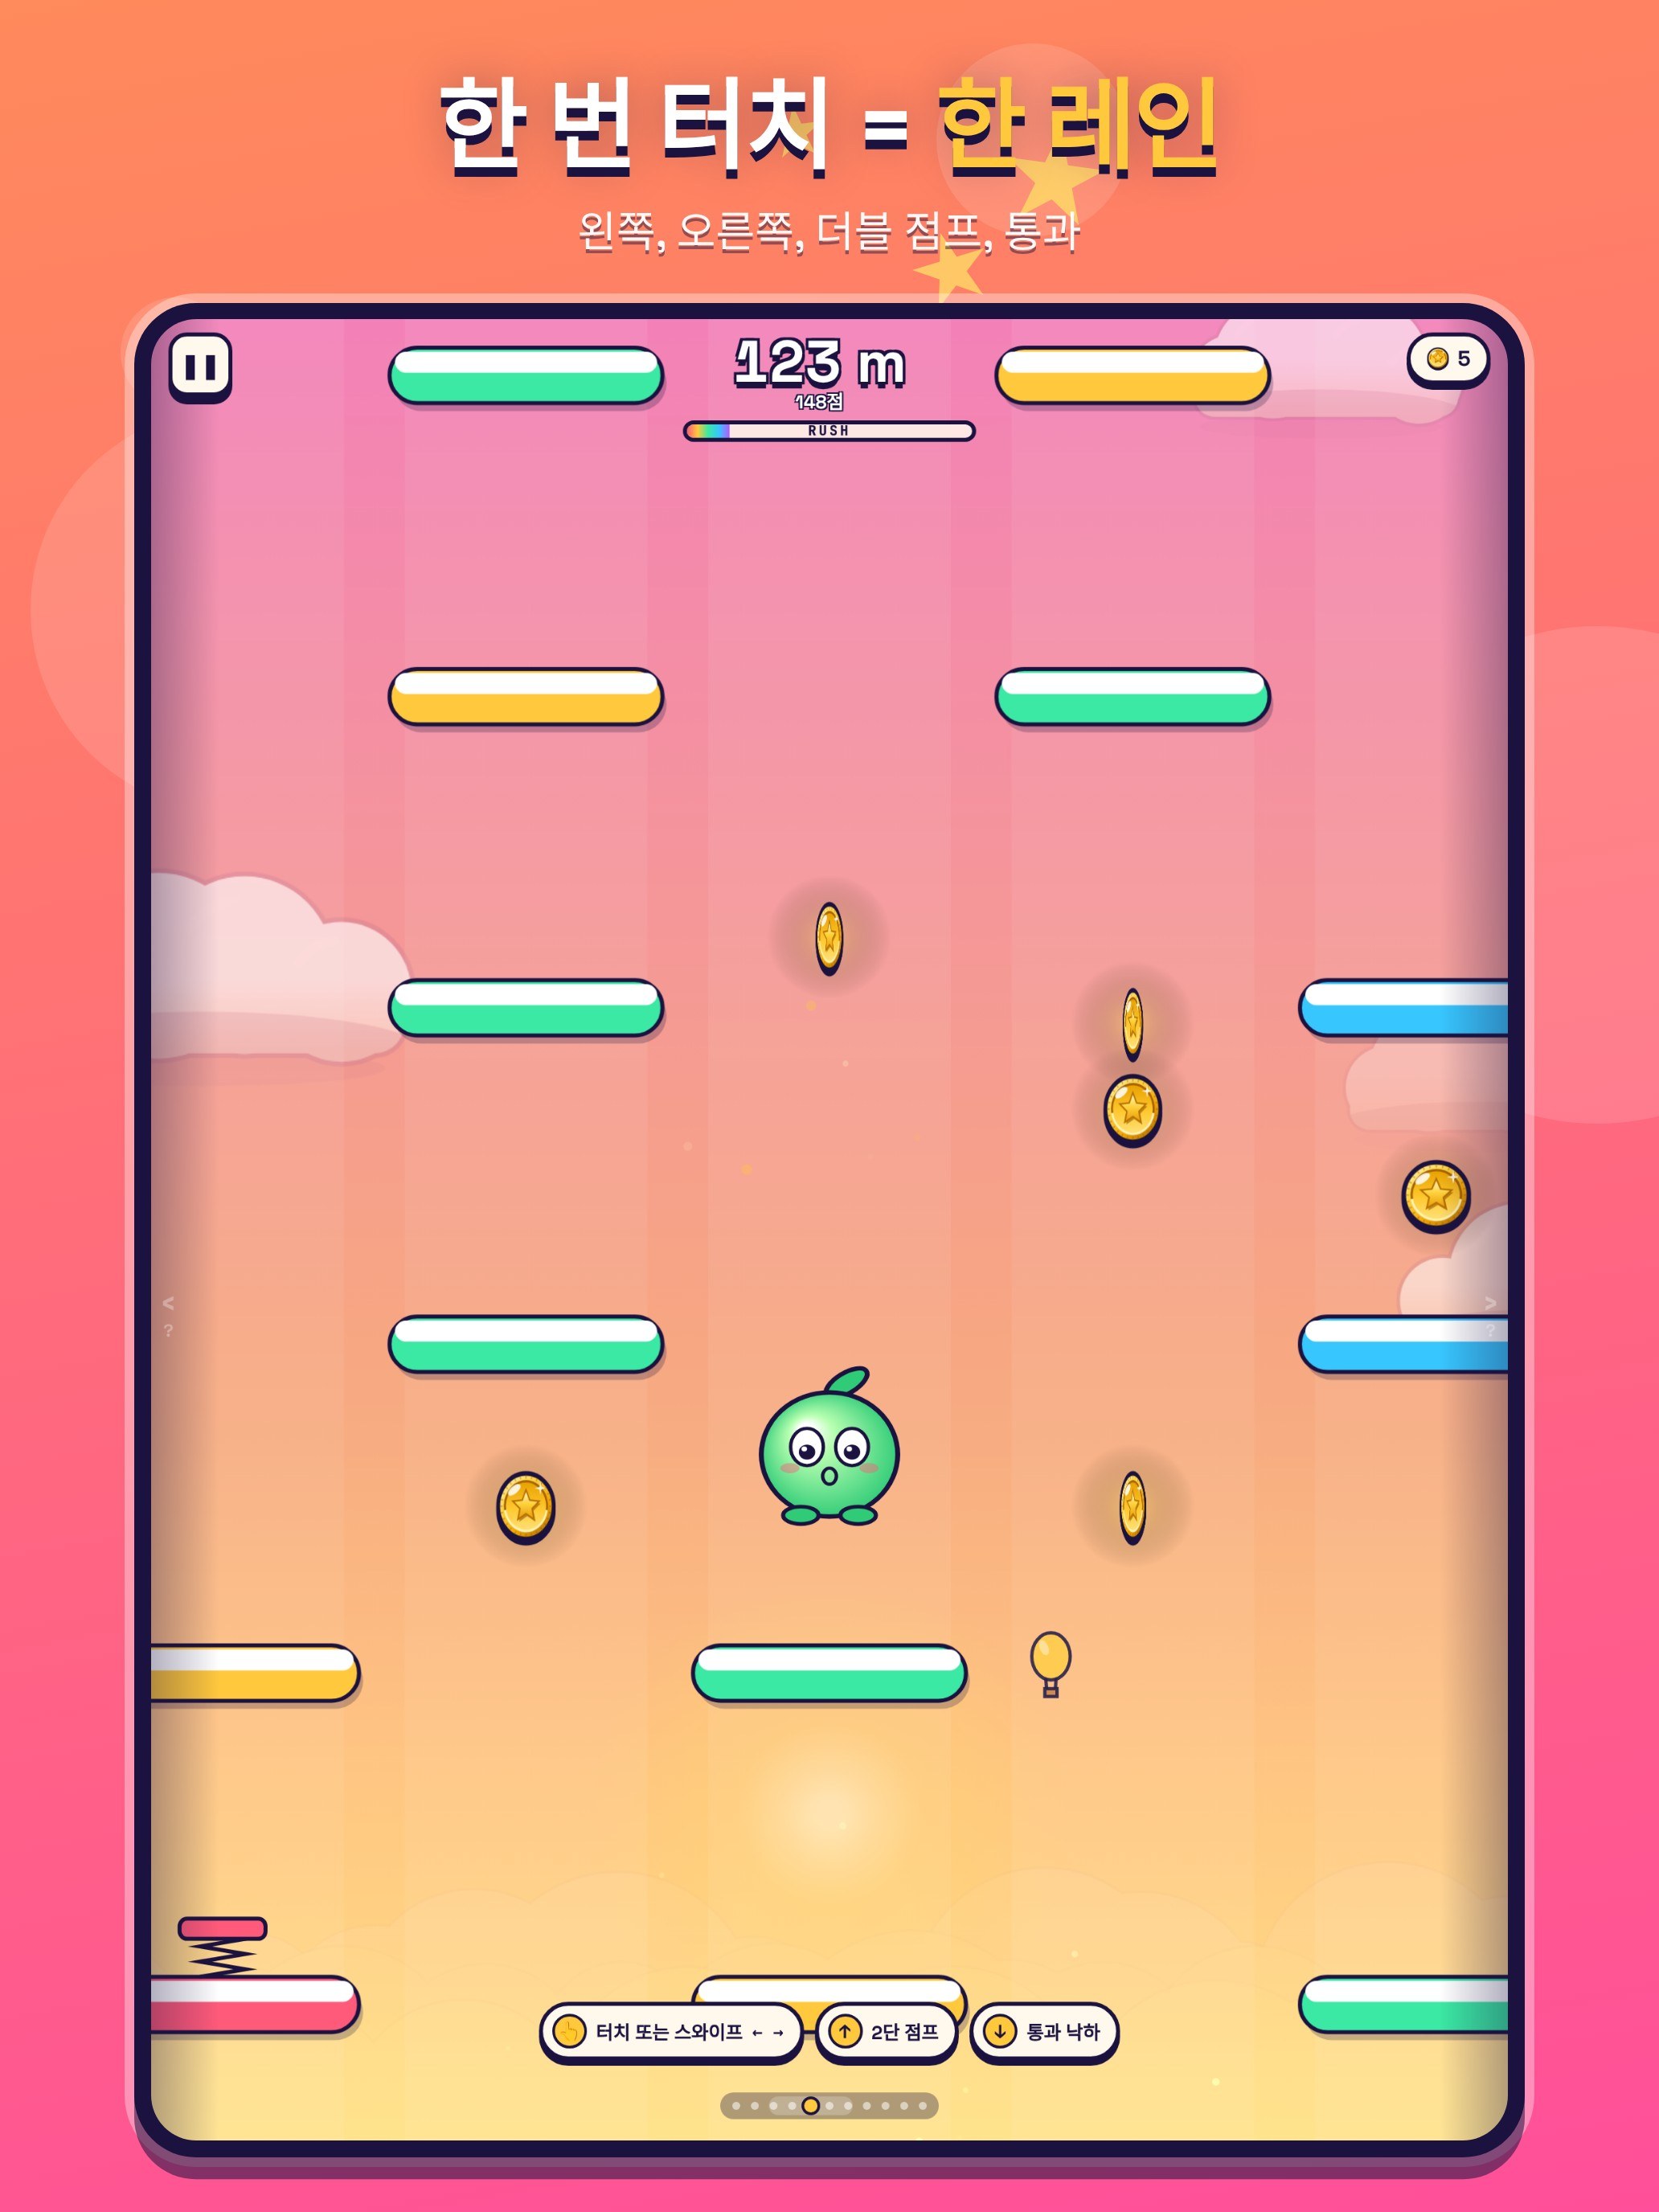 한 번 터치 = 한 레인
왼쪽, 오른쪽, 더블 점프, 통과
123 m
5
148점
RUSH
< >
? ?
터치 또는 스와이프 ← → ↑ 2단 점프 ↓ 통과 낙하